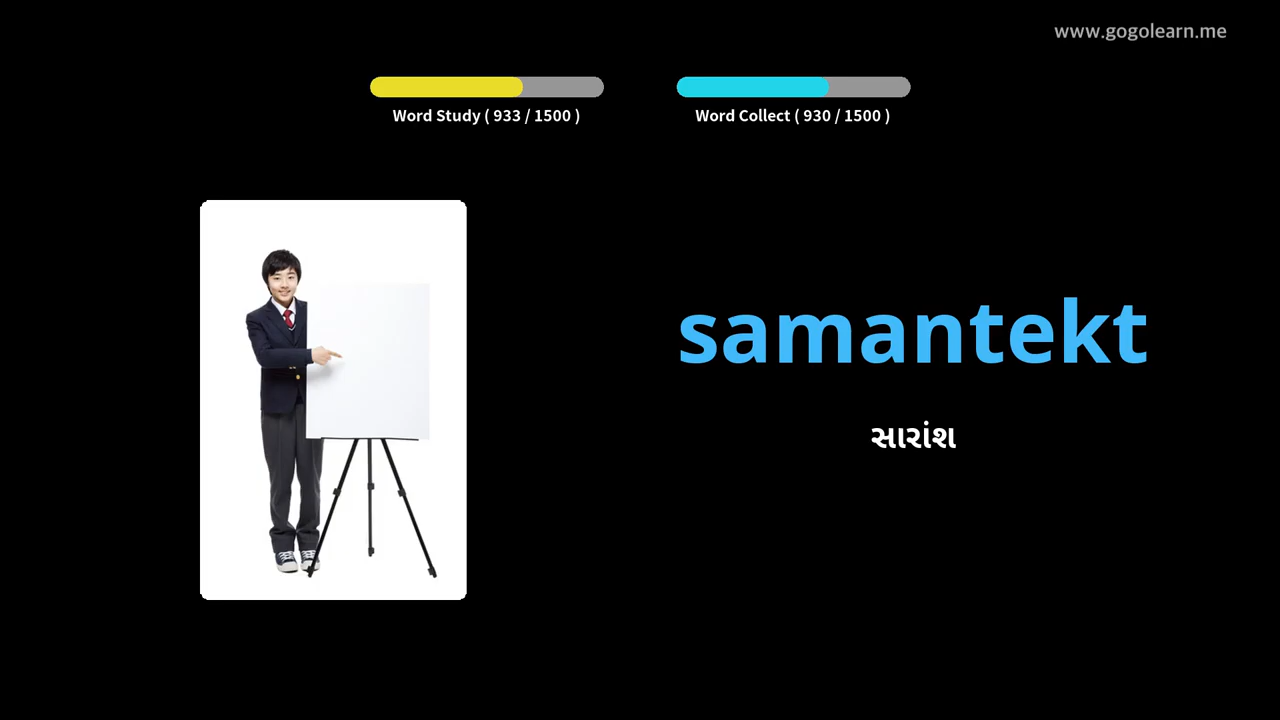 www.gogolearn.me
Word Study ( 933 / 1500 )
Word Collect ( 930 / 1500 )
samantekt
સારાંશ